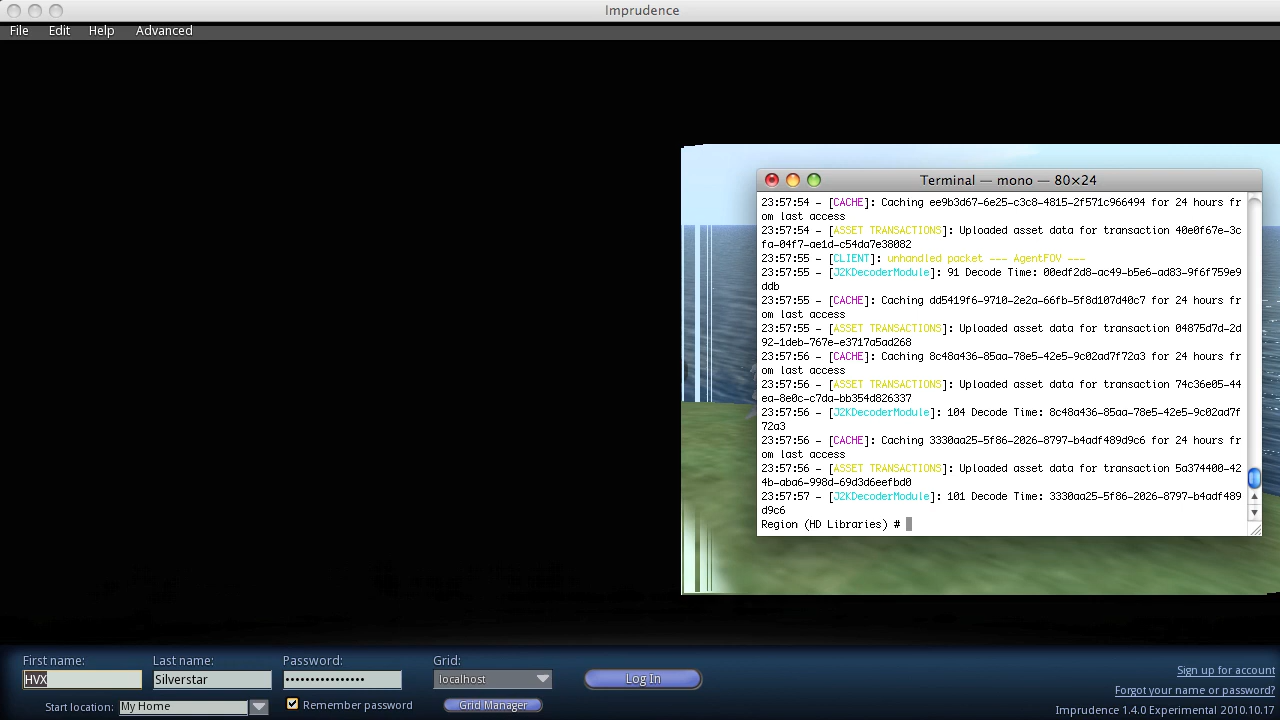 Imprudence
File Edit Help Advanced
Terminal — mono — 80×24
23:57:54 - [CACHE]: Caching ee9b3d67-6e25-c3c8-4815-2f571c966494 for 24 hours fr
om last access
23:57:54 - [ASSET TRANSACTIONS]: Uploaded asset data for transaction 40e0f67e-3c
fa-04f7-ae1d-c54da7e38082
23:57:55 - [CLIENT]: unhandled packet --- AgentFOV ---
23:57:55 - [J2KDecoderModule]: 91 Decode Time: 00edf2d8-ac49-b5e6-ad83-9f6f759e9
ddb
23:57:55 - [CACHE]: Caching dd5419f6-9710-2e2a-66fb-5f8d107d40c7 for 24 hours fr
om last access
23:57:55 - [ASSET TRANSACTIONS]: Uploaded asset data for transaction 04875d7d-2d
92-1deb-767e-e3717a5ad268
23:57:56 - [CACHE]: Caching 8c48a436-85aa-78e5-42e5-9c02ad7f72a3 for 24 hours fr
om last access
23:57:56 - [ASSET TRANSACTIONS]: Uploaded asset data for transaction 74c36e05-44
ea-8e0c-c7da-bb354d826337
23:57:56 - [J2KDecoderModule]: 104 Decode Time: 8c48a436-85aa-78e5-42e5-9c02ad7f
72a3
23:57:56 - [CACHE]: Caching 3330aa25-5f86-2026-8797-b4adf489d9c6 for 24 hours fr
om last access
23:57:56 - [ASSET TRANSACTIONS]: Uploaded asset data for transaction 5a374400-42
4b-aba6-998d-69d3d6eefbd0
23:57:57 - [J2KDecoderModule]: 101 Decode Time: 3330aa25-5f86-2026-8797-b4adf489
d9c6
Region (HD Libraries) #
First name: Last name: Password: Grid:
HVX Silverstar •••••••••••••••• localhost Log In
Sign up for account
Forgot your name or password?
Start location: My Home Remember password Grid Manager
Imprudence 1.4.0 Experimental 2010.10.17